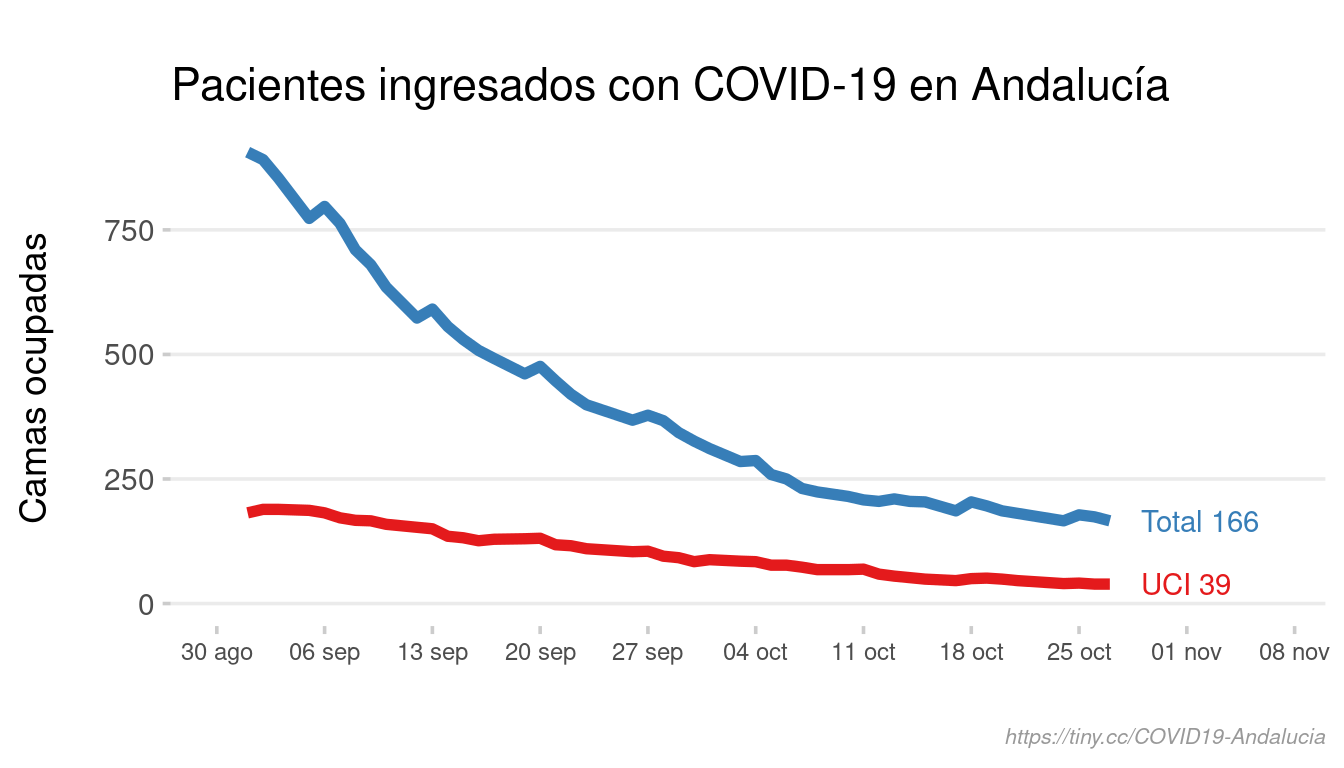 Pacientes ingresados con COVID-19 en Andalucía
Camas ocupadas
750
500
250
0
Total 166
UCI 39
30 ago 06 sep 13 sep 20 sep 27 sep 04 oct 11 oct 18 oct 25 oct 01 nov 08 nov
https://tiny.cc/COVID19-Andalucia